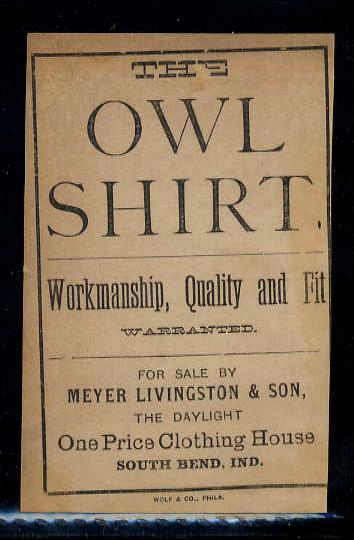 THE
OWL
SHIRT.
Workmanship, Quality and Fit
WARRANTED.
FOR SALE BY
MEYER LIVINGSTON & SON,
THE DAYLIGHT
One Price Clothing House
SOUTH BEND, IND.
WOLF & CO., PHILA.